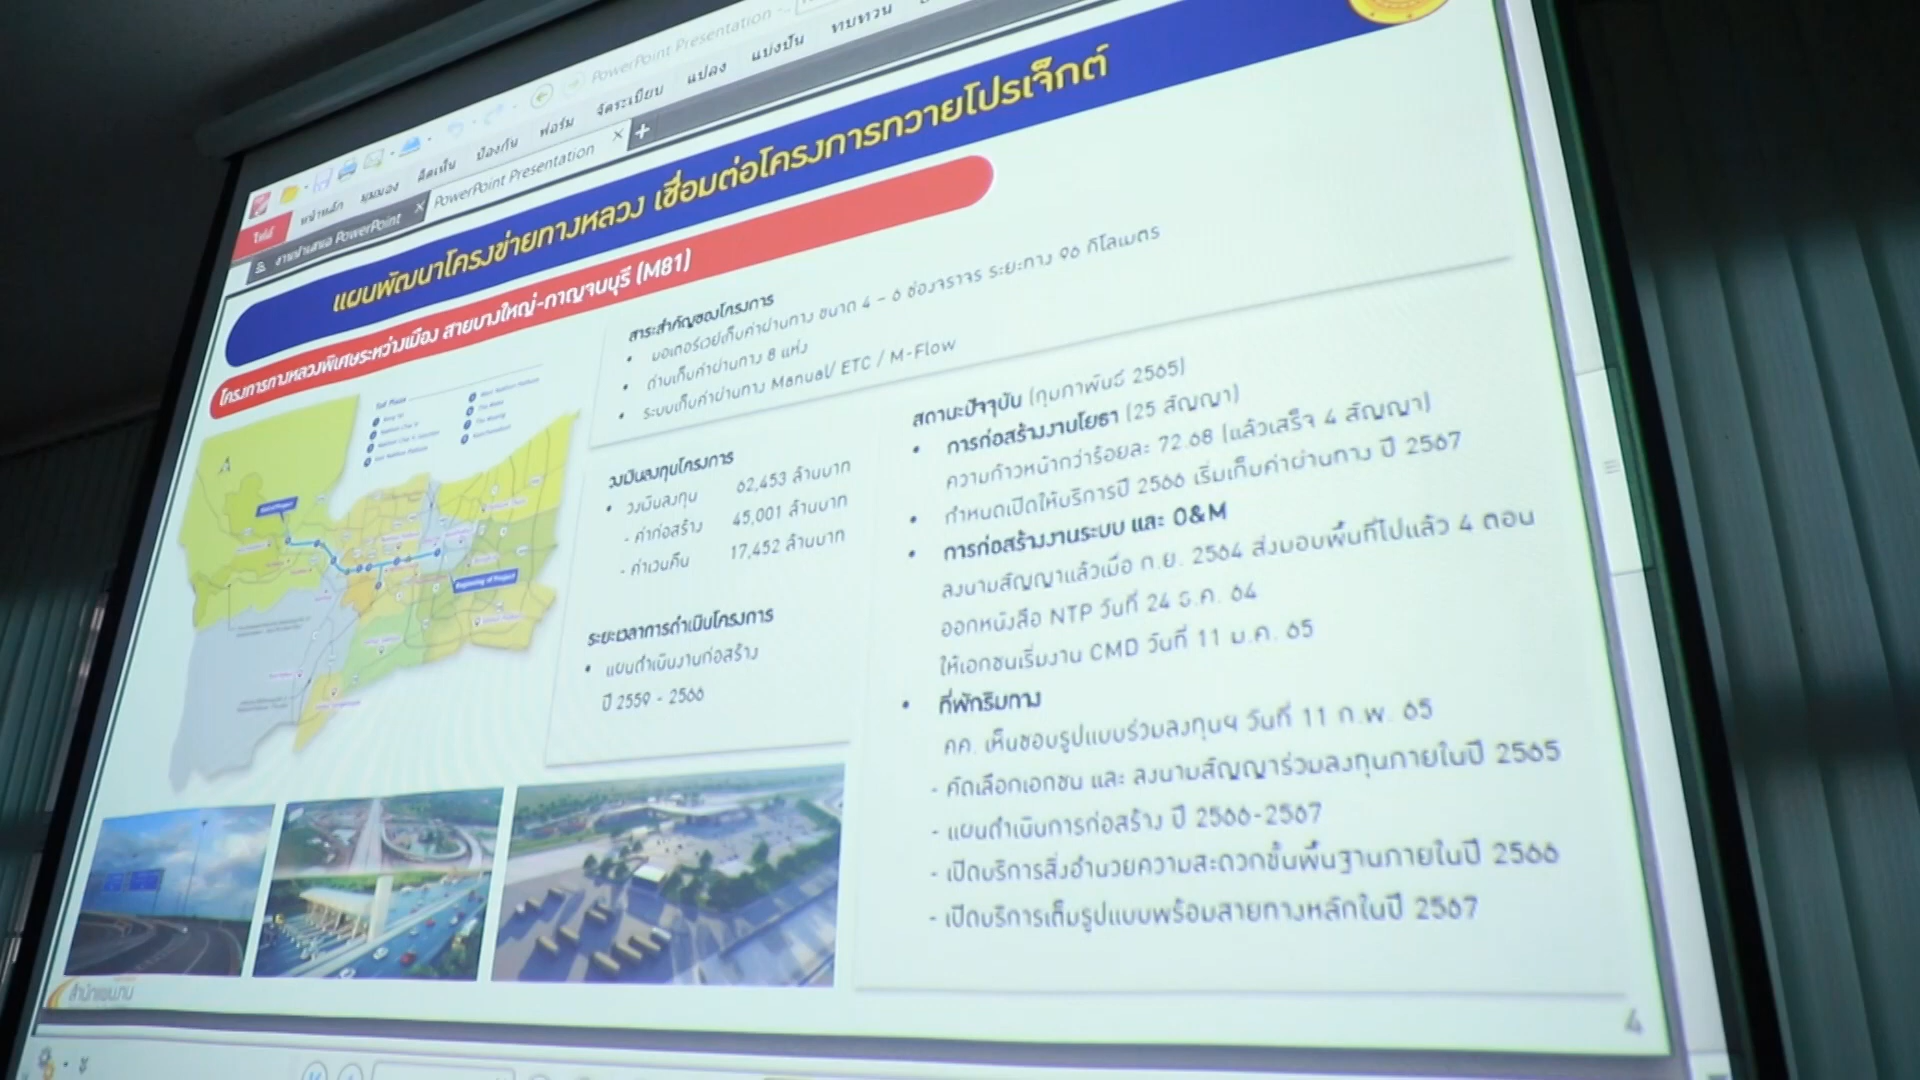 PowerPoint Presentation
หน้าหลัก มุมมอง ข้อคิดเห็น ป้องกัน ฟอร์ม จัดระเบียบ แปลง แบ่งปัน ทบทวน
ไฟล์
งานนำเสนอ PowerPoint × PowerPoint Presentation × +
แผนพัฒนาโครงข่ายทางหลวง เชื่อมต่อโครงการทวายโปรเจ็กต์
โครงการทางหลวงพิเศษระหว่างเมือง สายบางใหญ่-กาญจนบุรี (M81)
สาระสำคัญของโครงการ
• มอเตอร์เวย์เก็บค่าผ่านทาง ขนาด 4 – 6 ช่องจราจร ระยะทาง 96 กิโลเมตร
• ด่านเก็บค่าผ่านทาง 8 แห่ง
• ระบบเก็บค่าผ่านทาง Manual/ ETC / M-Flow
Toll Plaza
End of Project
Beginning of Project
วงเงินลงทุนโครงการ
• วงเงินลงทุน 62,453 ล้านบาท
- ค่าก่อสร้าง 45,001 ล้านบาท
- ค่าเวนคืน 17,452 ล้านบาท
ระยะเวลาการดำเนินโครงการ
• แผนดำเนินงานก่อสร้าง
ปี 2559 - 2566
สถานะปัจจุบัน (กุมภาพันธ์ 2565)
• การก่อสร้างงานโยธา (25 สัญญา)
ความก้าวหน้ากว่าร้อยละ 72.68 (แล้วเสร็จ 4 สัญญา)
• กำหนดเปิดให้บริการปี 2566 เริ่มเก็บค่าผ่านทาง ปี 2567
• การก่อสร้างงานระบบ และ O&M
ลงนามสัญญาแล้วเมื่อ ก.ย. 2564 ส่งมอบพื้นที่ไปแล้ว 4 ตอน
ออกหนังสือ NTP วันที่ 24 ธ.ค. 64
ให้เอกชนเริ่มงาน CMD วันที่ 11 ม.ค. 65
• ที่พักริมทาง
คค. เห็นชอบรูปแบบร่วมลงทุนฯ วันที่ 11 ก.พ. 65
- คัดเลือกเอกชน และ ลงนามสัญญาร่วมลงทุนภายในปี 2565
- แผนดำเนินการก่อสร้าง ปี 2566-2567
- เปิดบริการสิ่งอำนวยความสะดวกขั้นพื้นฐานภายในปี 2566
- เปิดบริการเต็มรูปแบบพร้อมสายทางหลักในปี 2567
สำนักแผนงาน
4